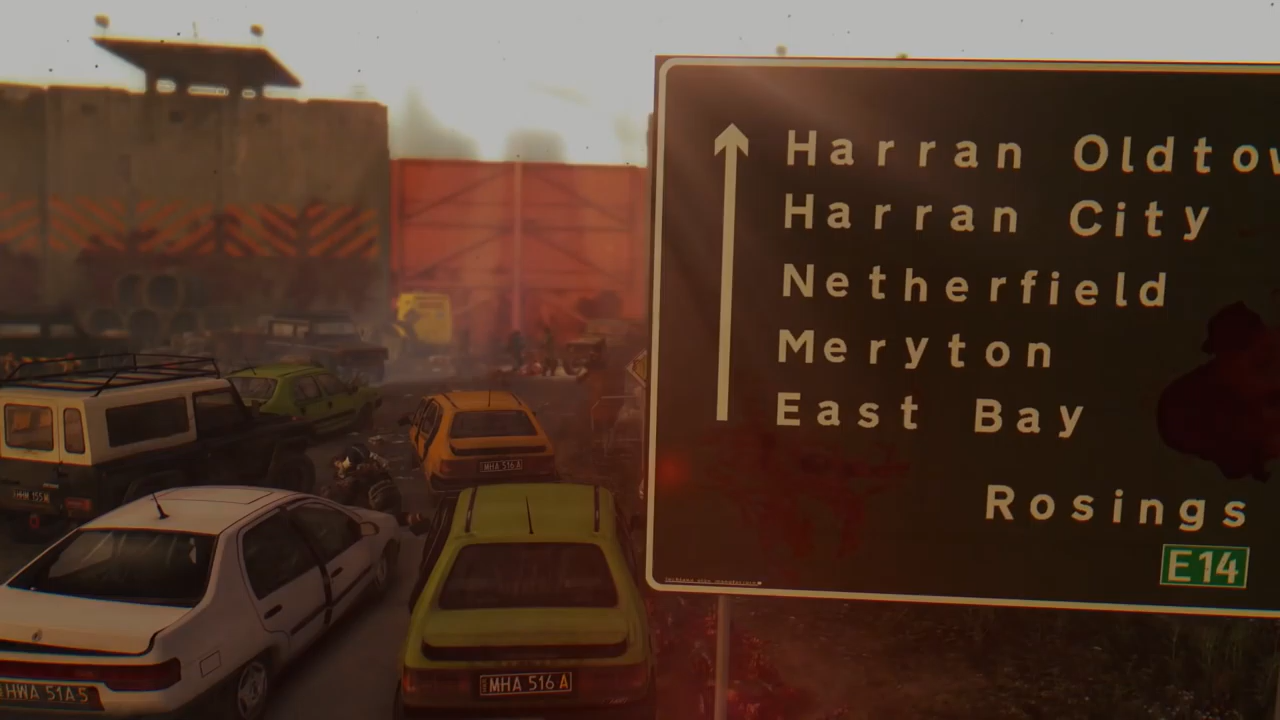 Harran Oldtow
Harran City
Netherfield
Meryton
East Bay
Rosings
E14
MHA 516 A
MHA 516 A
HWA 51A5